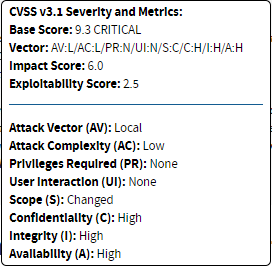 CVSS v3.1 Severity and Metrics:
Base Score: 9.3 CRITICAL
Vector: AV:L/AC:L/PR:N/UI:N/S:C/C:H/I:H/A:H
Impact Score: 6.0
Exploitability Score: 2.5
Attack Vector (AV): Local
Attack Complexity (AC): Low
Privileges Required (PR): None
User Interaction (UI): None
Scope (S): Changed
Confidentiality (C): High
Integrity (I): High
Availability (A): High